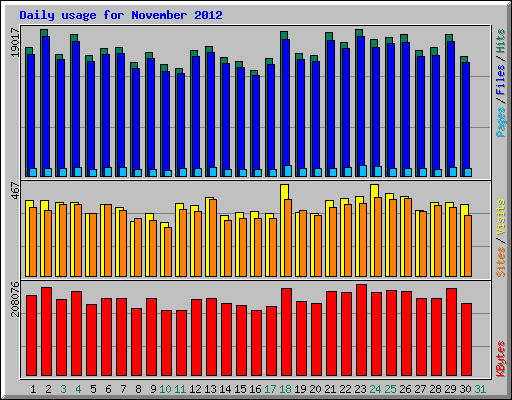 Daily usage for November 2012
19017
Pages/Files/Hits
467
Sites/Visits
208076
KBytes
1 2 3 4 5 6 7 8 9 10 11 12 13 14 15 16 17 18 19 20 21 22 23 24 25 26 27 28 29 30 31